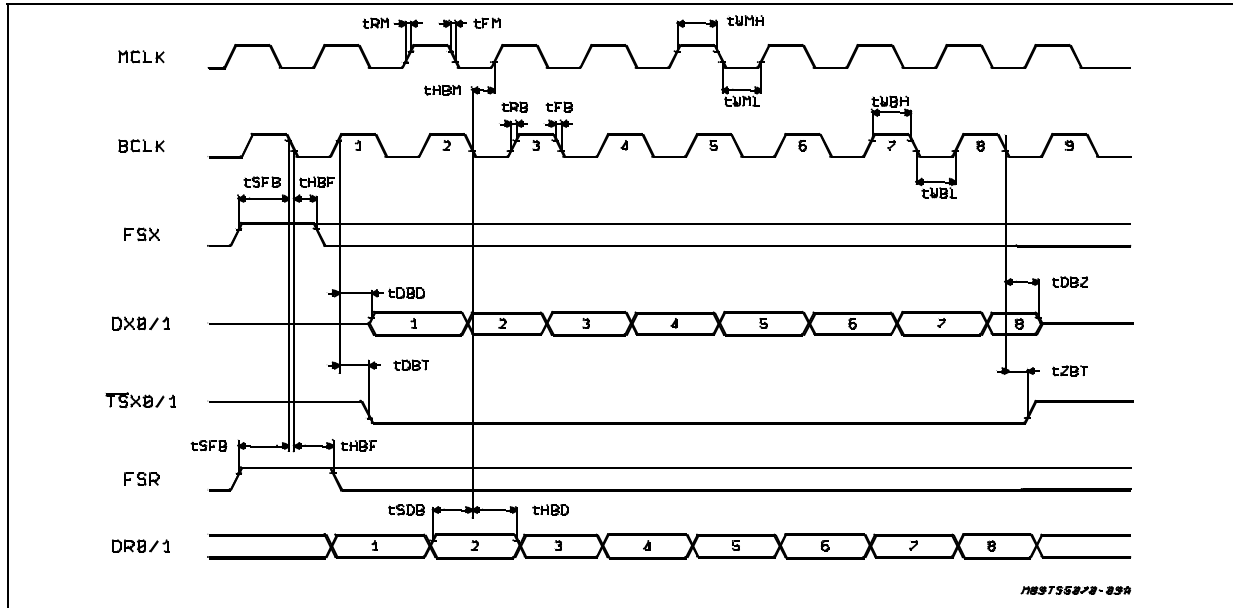 tRM tFM tWMH
MCLK
tHBM tWML
tRB tFB tWBH
BCLK 1 2 3 4 5 6 7 8 9
tSFB tHBF tWBL
FSX
tDBD tDBZ
DX0/1 1 2 3 4 5 6 7 8
tDBT tZBT
TSX0/1
tSFB tHBF
FSR
tSDB tHBD
DR0/1 1 2 3 4 5 6 7 8